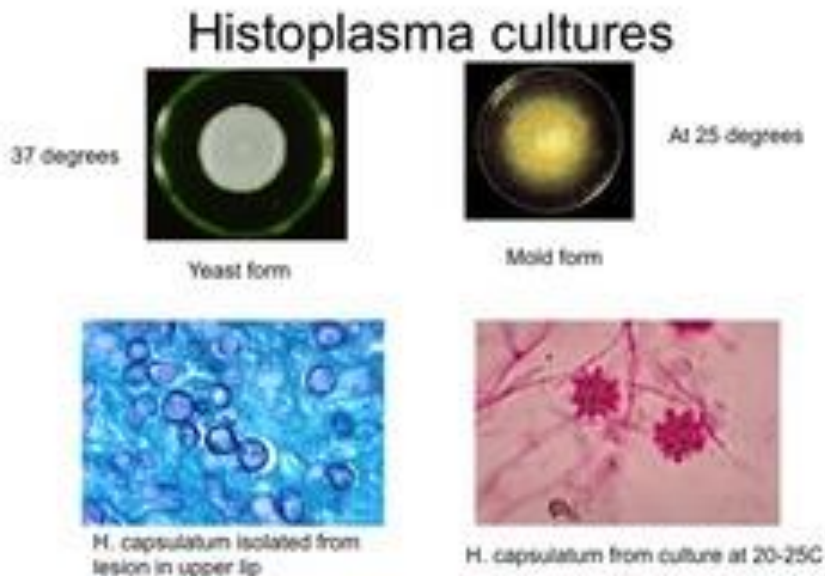 Histoplasma cultures
37 degrees
At 25 degrees
Yeast form
Mold form
H. capsulatum isolated from
lesion in upper lip
H. capsulatum from culture at 20-25C